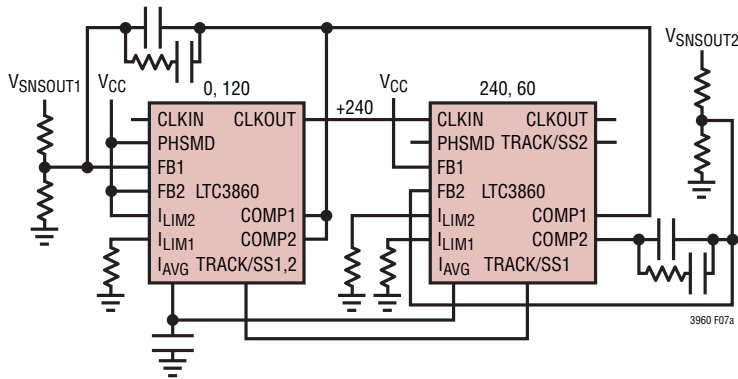 VSNSOUT1
VCC
0, 120
CLKIN CLKOUT
PHSMD
FB1
FB2 LTC3860
ILIM2 COMP1
ILIM1 COMP2
IAVG TRACK/SS1,2
+240
VCC
240, 60
CLKIN CLKOUT
PHSMD TRACK/SS2
FB1
FB2 LTC3860
ILIM2 COMP1
ILIM1 COMP2
IAVG TRACK/SS1
VSNSOUT2
3960 F07a